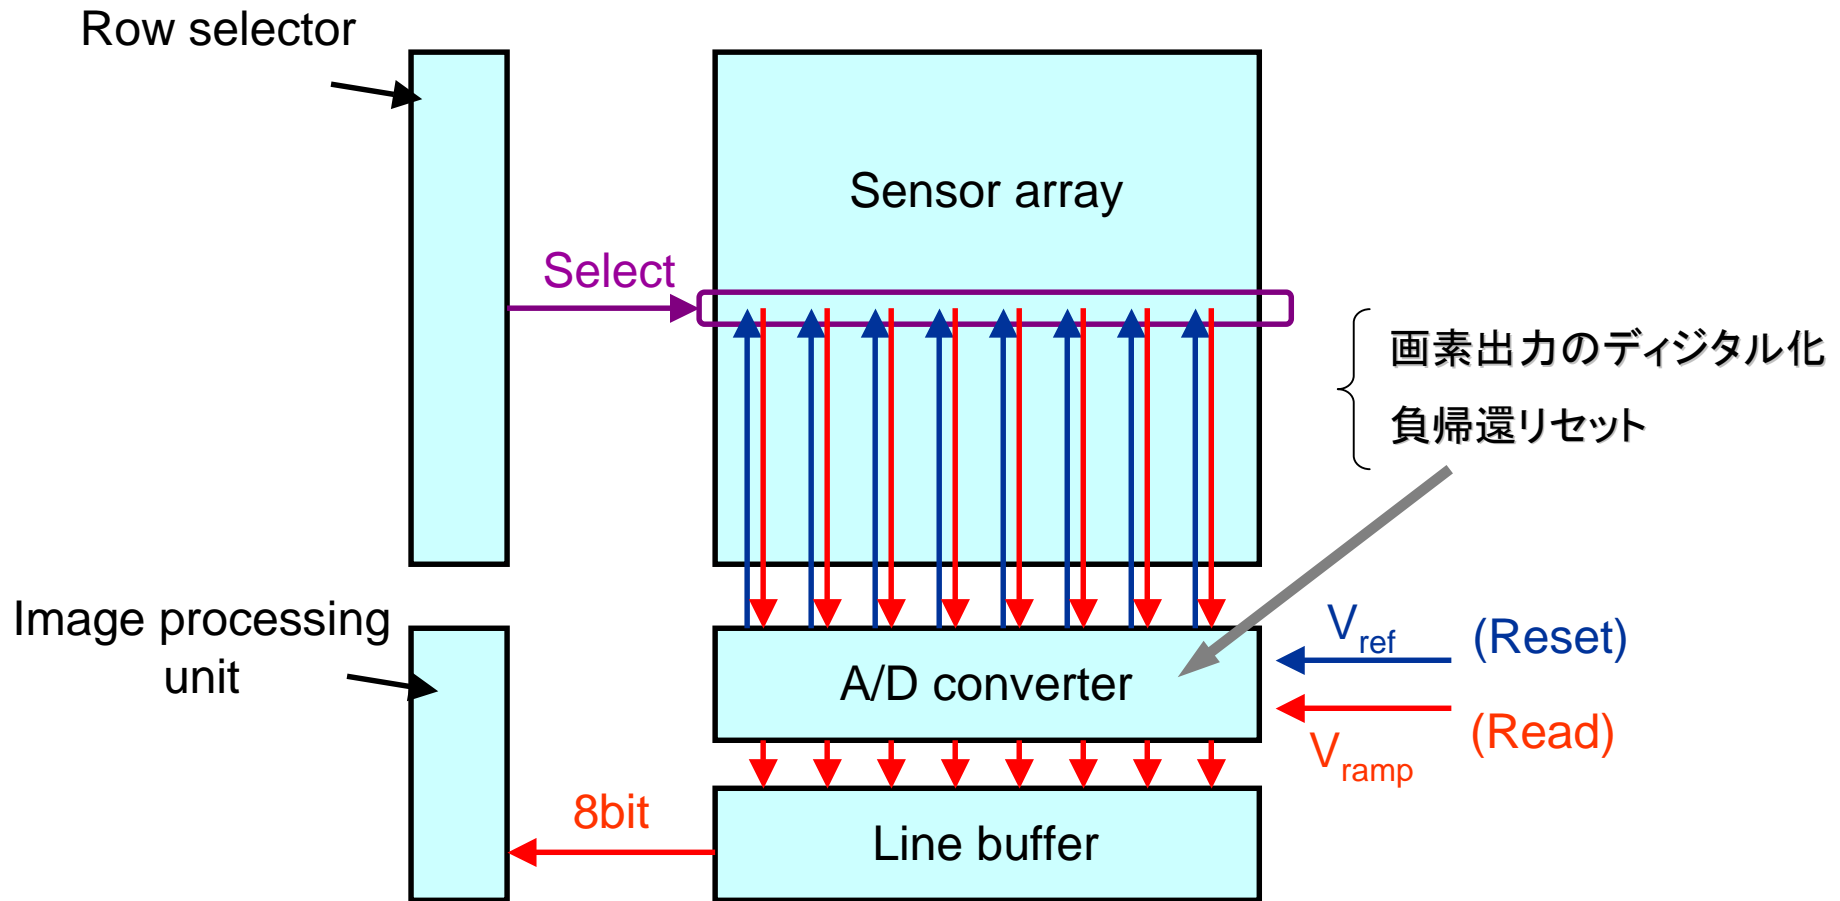 Row selector
Sensor array
Select
画素出力のディジタル化
負帰還リセット
Image processing
unit
Vref (Reset)
A/D converter
Vramp (Read)
8bit
Line buffer